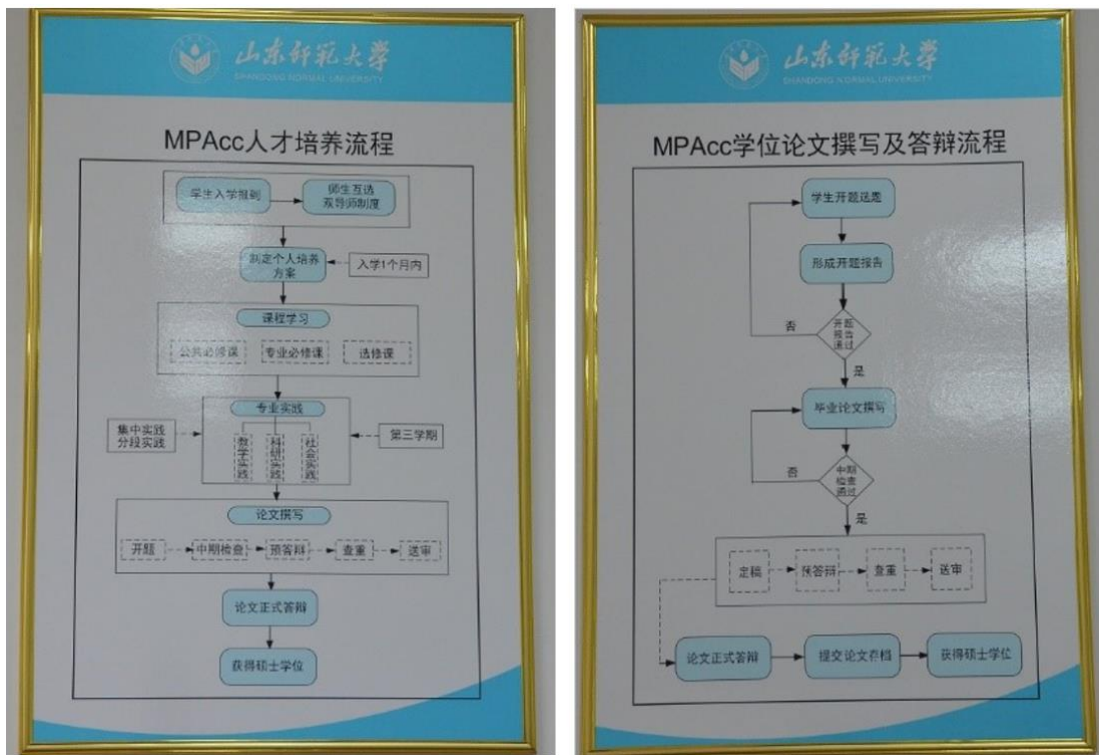 山东师范大学
SHANDONG NORMAL UNIVERSITY
MPAcc人才培养流程
学生入学报到
师生互选
双导师制度
制定个人培养
方案
入学1个月内
课程学习
公共必修课
专业必修课
选修课
专业实践
集中实践
分段实践
教学实践
科研实践
社会实践
第三学期
论文撰写
开题
中期检查
预答辩
查重
送审
论文正式答辩
获得硕士学位
山东师范大学
SHANDONG NORMAL UNIVERSITY
MPAcc学位论文撰写及答辩流程
学生开题选题
形成开题报告
否
开题
报告
通过
是
毕业论文撰写
否
中期
检查
通过
是
定稿
预答辩
查重
送审
论文正式答辩
提交论文存档
获得硕士学位